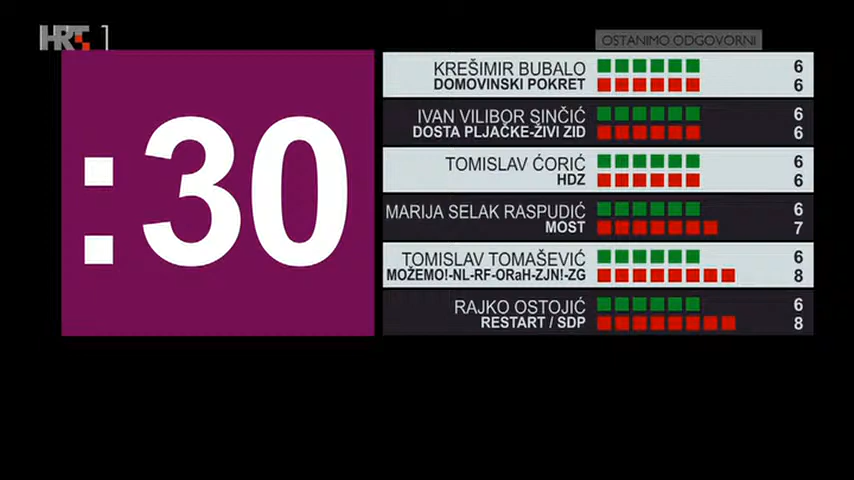 HRT 1
OSTANIMO ODGOVORNI
:30
KREŠIMIR BUBALO 6
DOMOVINSKI POKRET 6
IVAN VILIBOR SINČIĆ 6
DOSTA PLJAČKE-ŽIVI ZID 6
TOMISLAV ĆORIĆ 6
HDZ 6
MARIJA SELAK RASPUDIĆ 6
MOST 7
TOMISLAV TOMAŠEVIĆ 6
MOŽEMO!-NL-RF-ORaH-ZJN!-ZG 8
RAJKO OSTOJIĆ 6
RESTART / SDP 8